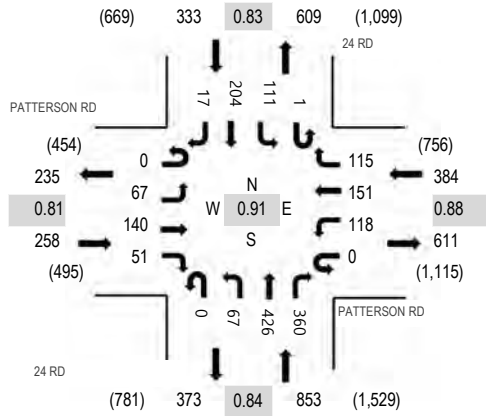 (669) 333 0.83 609 (1,099)
24 RD
17 204 111 1
PATTERSON RD
(454) (756)
235 0 115 384
67 N 151
0.81 W 0.91 E 0.88
140 S 118
258 51 0 611
(495) (1,115)
0 67 426 360
PATTERSON RD
24 RD
(781) 373 0.84 853 (1,529)